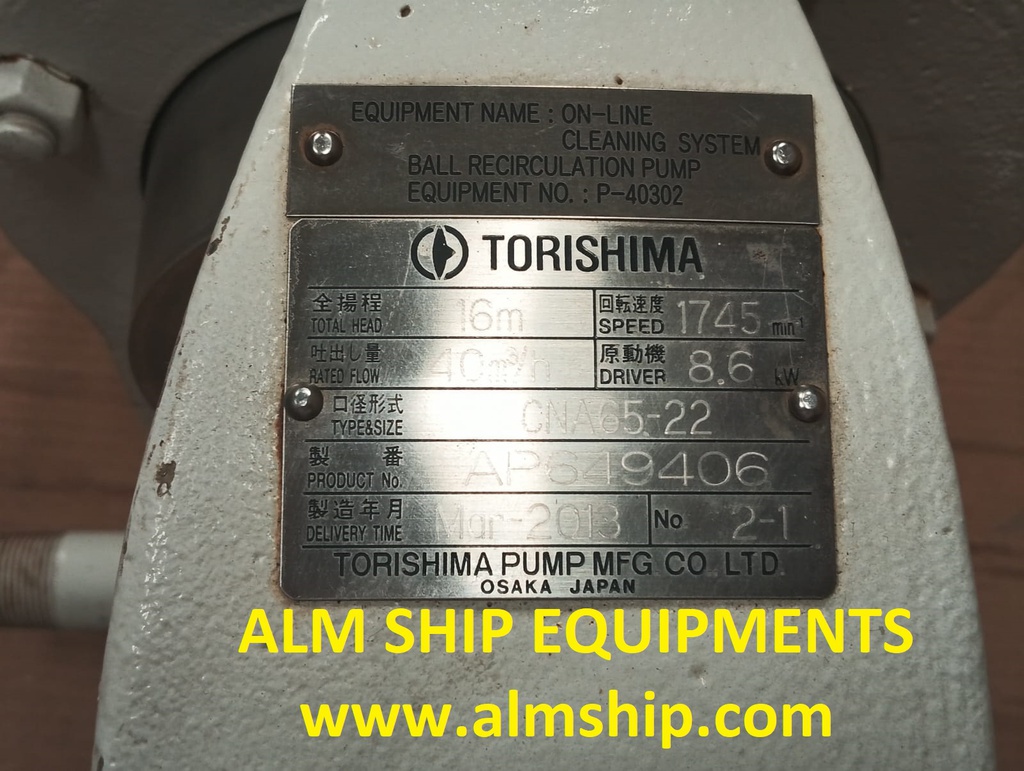 EQUIPMENT NAME : ON-LINE
CLEANING SYSTEM
BALL RECIRCULATION PUMP
EQUIPMENT NO. : P-40302
TORISHIMA
全揚程 TOTAL HEAD 16m 回転速度 SPEED 1745 min⁻¹
吐出し量 RATED FLOW 40m³/h 原動機 DRIVER 8.6 kW
口径形式 TYPE&SIZE CNA65-22
製番 PRODUCT No. AP849406
製造年月 DELIVERY TIME Mar-2013 No 2-1
TORISHIMA PUMP MFG CO LTD.
OSAKA JAPAN
ALM SHIP EQUIPMENTS
www.almship.com